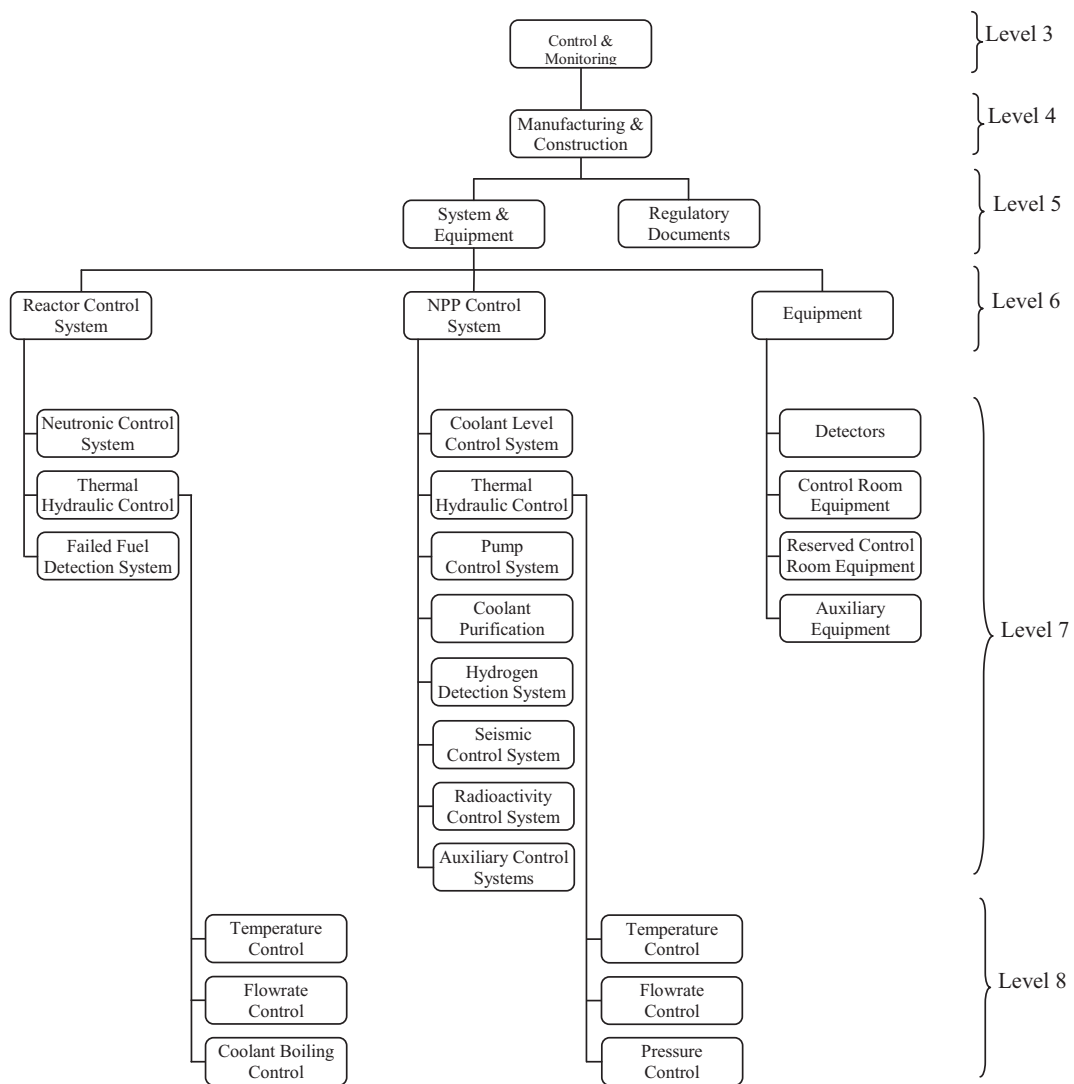 Control &
Monitoring
Level 3
Manufacturing &
Construction
Level 4
System &
Equipment
Regulatory
Documents
Level 5
Reactor Control
System
NPP Control
System
Equipment
Level 6
Neutronic Control
System
Thermal
Hydraulic Control
Failed Fuel
Detection System
Coolant Level
Control System
Thermal
Hydraulic Control
Pump
Control System
Coolant
Purification
Hydrogen
Detection System
Seismic
Control System
Radioactivity
Control System
Auxiliary Control
Systems
Detectors
Control Room
Equipment
Reserved Control
Room Equipment
Auxiliary
Equipment
Level 7
Temperature
Control
Flowrate
Control
Coolant Boiling
Control
Temperature
Control
Flowrate
Control
Pressure
Control
Level 8